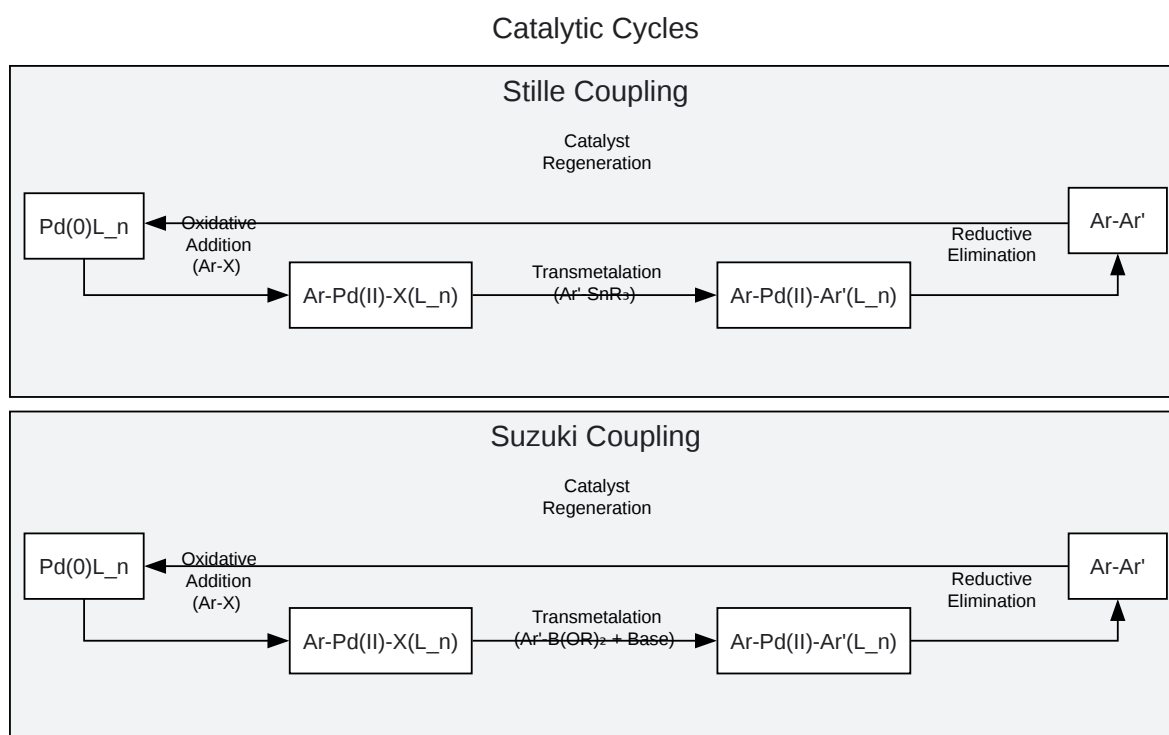 Catalytic Cycles
Stille Coupling
Catalyst
Regeneration
Pd(0)L_n
Oxidative
Addition
(Ar-X)
Ar-Pd(II)-X(L_n)
Transmetalation
(Ar'-SnR₃)
Ar-Pd(II)-Ar'(L_n)
Reductive
Elimination
Ar-Ar'
Suzuki Coupling
Catalyst
Regeneration
Pd(0)L_n
Oxidative
Addition
(Ar-X)
Ar-Pd(II)-X(L_n)
Transmetalation
(Ar'-B(OR)₂ + Base)
Ar-Pd(II)-Ar'(L_n)
Reductive
Elimination
Ar-Ar'